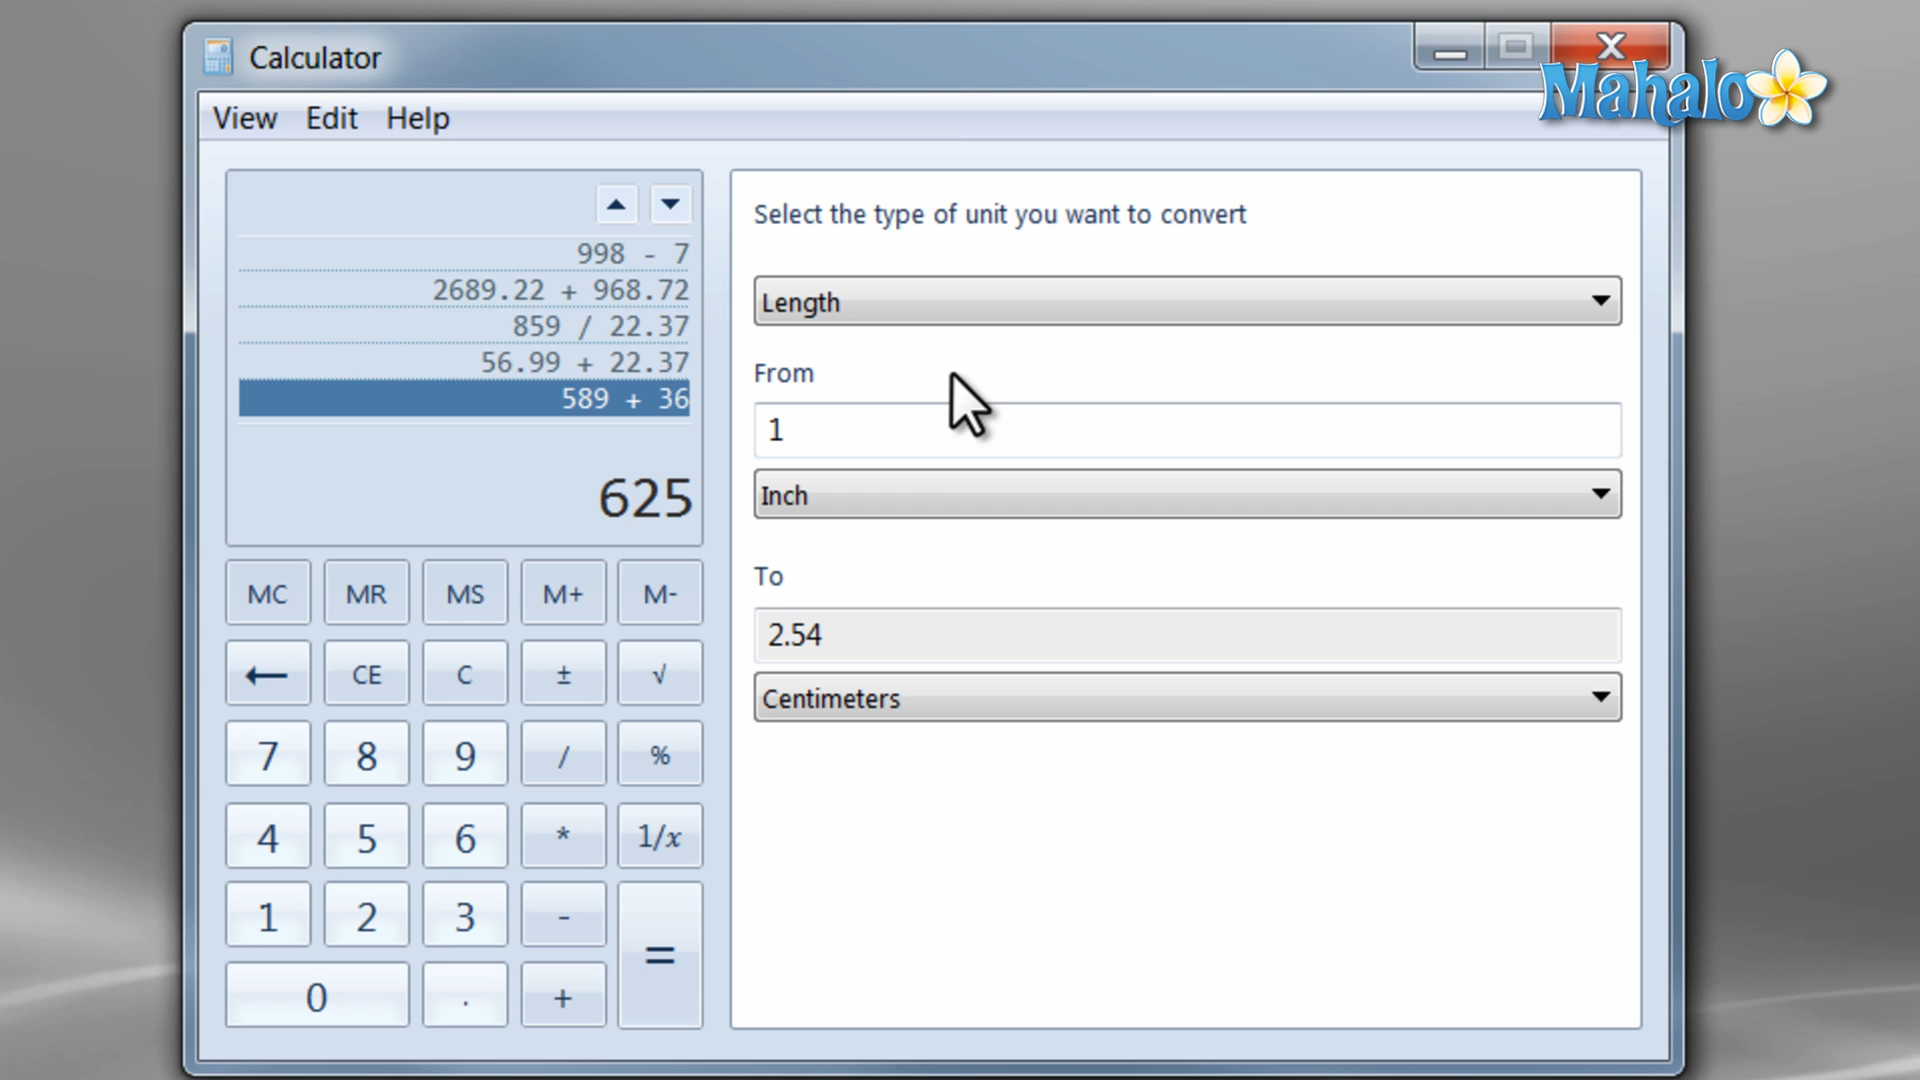 Calculator
Mahalo
View Edit Help
998 - 7
2689.22 + 968.72
859 / 22.37
56.99 + 22.37
589 + 36
625
MC MR MS M+ M-
← CE C ± √
7 8 9 / %
4 5 6 * 1/x
1 2 3 - =
0 . +
Select the type of unit you want to convert
Length
From
1
Inch
To
2.54
Centimeters